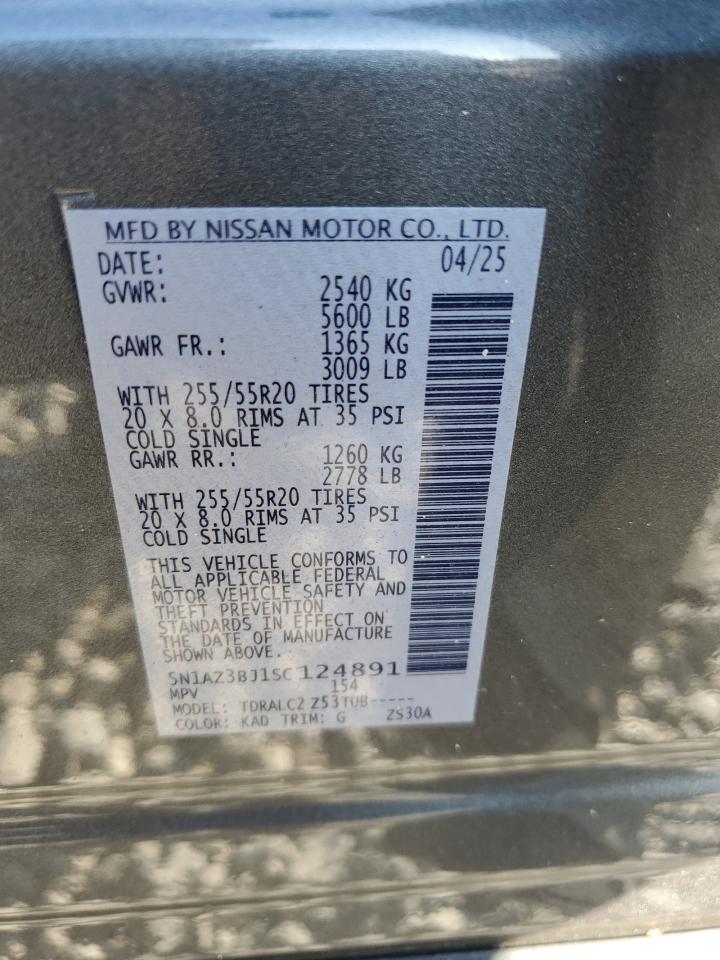 MFD BY NISSAN MOTOR CO., LTD.
DATE: 04/25
GVWR: 2540 KG
5600 LB
GAWR FR.: 1365 KG
3009 LB
WITH 255/55R20 TIRES
20 X 8.0 RIMS AT 35 PSI
COLD SINGLE
GAWR RR.: 1260 KG
2778 LB
WITH 255/55R20 TIRES
20 X 8.0 RIMS AT 35 PSI
COLD SINGLE
THIS VEHICLE CONFORMS TO
ALL APPLICABLE FEDERAL
MOTOR VEHICLE SAFETY AND
THEFT PREVENTION
STANDARDS IN EFFECT ON
THE DATE OF MANUFACTURE
SHOWN ABOVE.
5N1AZ3BJ1SC124891
MPV 154
MODEL: TDRALC2 Z53TUB-----
COLOR: KAD TRIM: G ZS30A